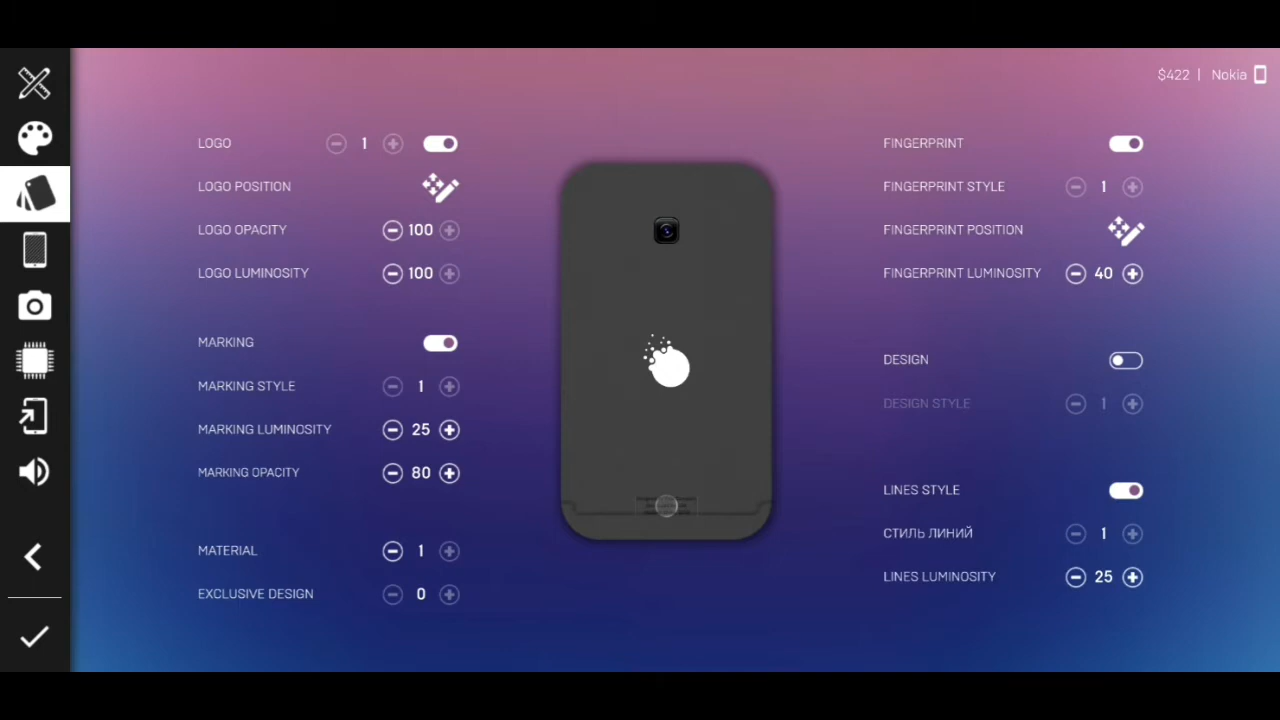 $422 | Nokia
LOGO 1
LOGO POSITION
LOGO OPACITY 100
LOGO LUMINOSITY 100
MARKING
MARKING STYLE 1
MARKING LUMINOSITY 25
MARKING OPACITY 80
MATERIAL 1
EXCLUSIVE DESIGN 0
FINGERPRINT
FINGERPRINT STYLE 1
FINGERPRINT POSITION
FINGERPRINT LUMINOSITY 40
DESIGN
DESIGN STYLE 1
LINES STYLE
СТИЛЬ ЛИНИЙ 1
LINES LUMINOSITY 25